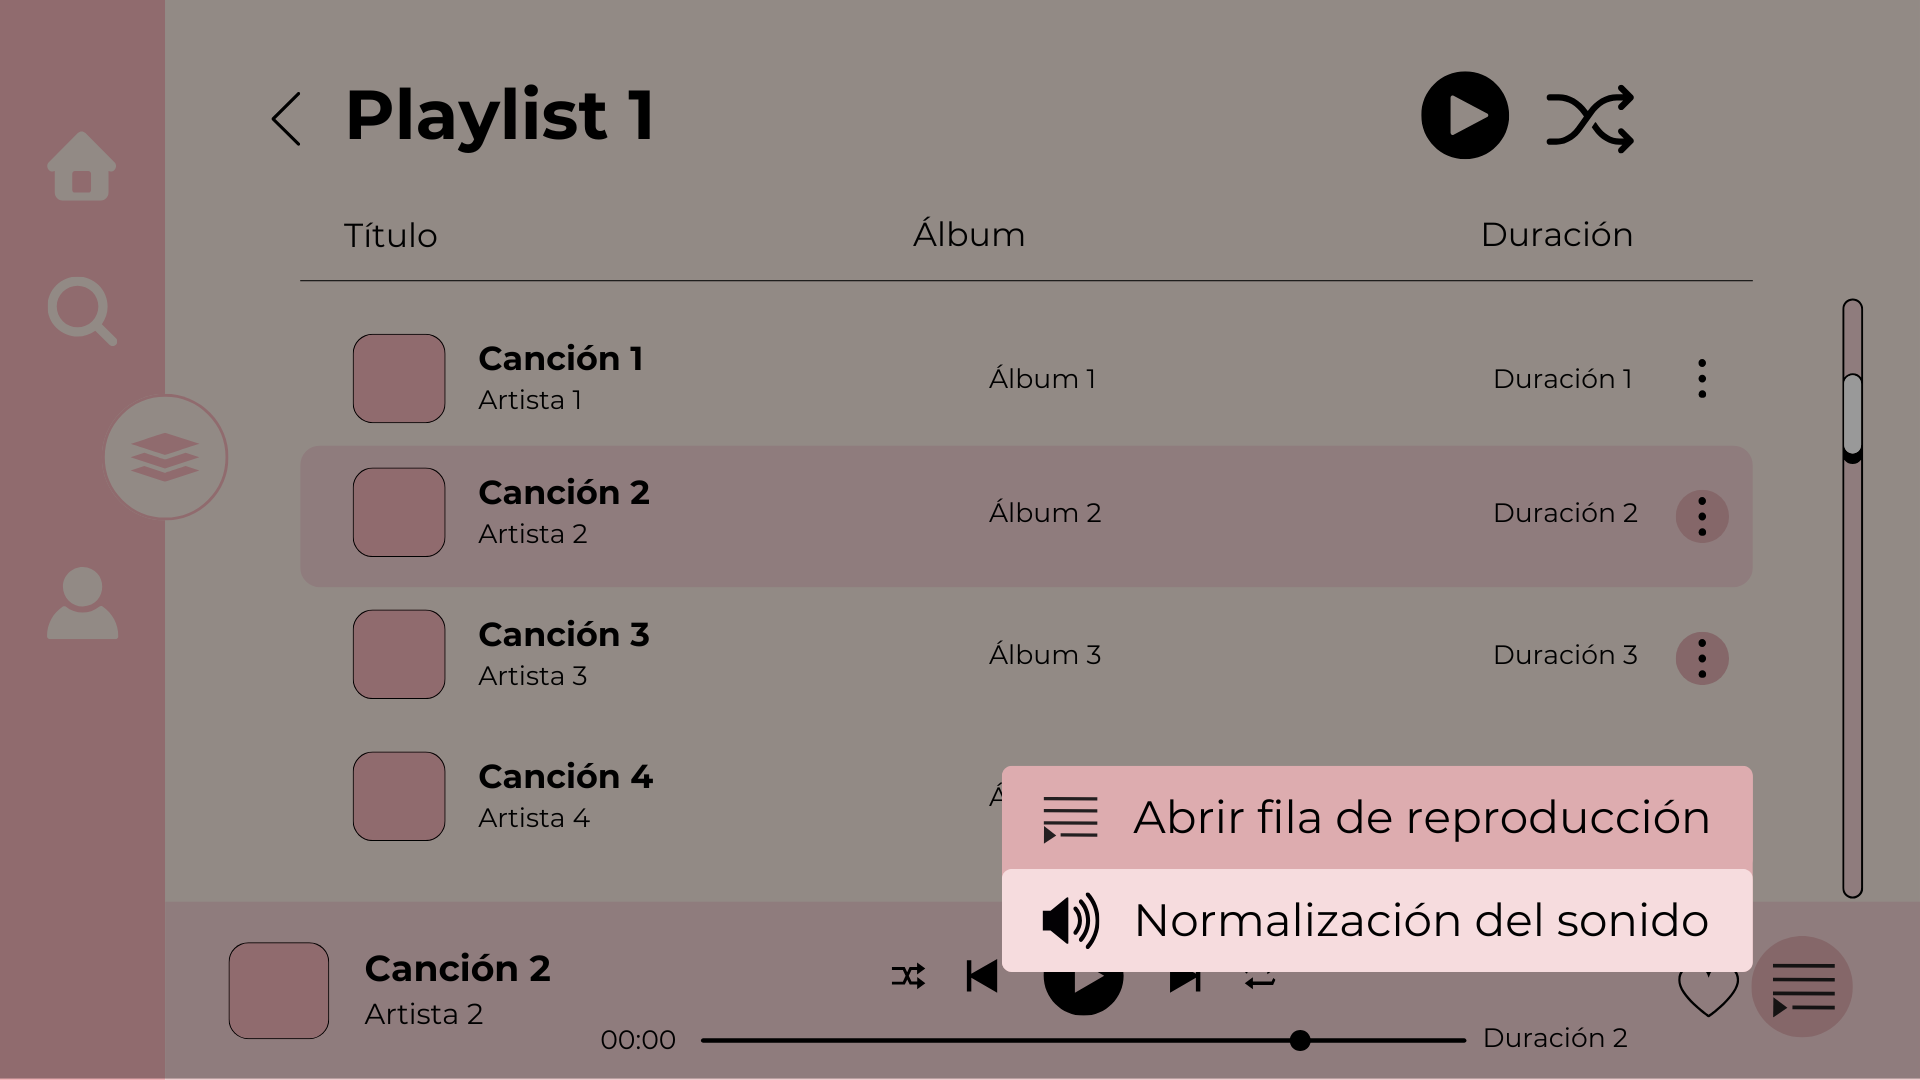 Playlist 1
Título Álbum Duración
Canción 1
Artista 1
Álbum 1
Duración 1
Canción 2
Artista 2
Álbum 2
Duración 2
Canción 3
Artista 3
Álbum 3
Duración 3
Canción 4
Artista 4
Abrir fila de reproducción
Normalización del sonido
Canción 2
Artista 2
00:00
Duración 2